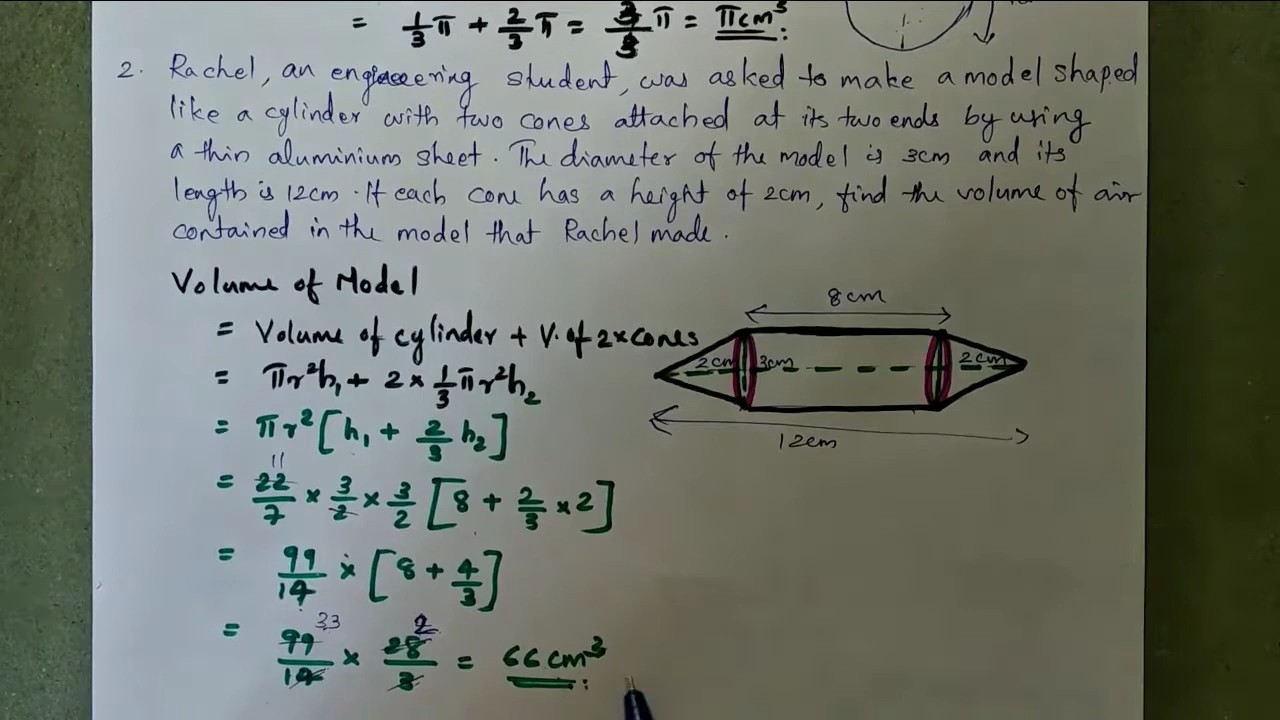 = 1/3 π + 2/3 π = 3/3 π = πcm³:
2. Rachel, an engineering student, was asked to make a model shaped
like a cylinder with two cones attached at its two ends by using
a thin aluminium sheet. The diameter of the model is 3cm and its
length is 12cm. If each cone has a height of 2cm, find the volume of air
contained in the model that Rachel made.
Volume of Model
= Volume of cylinder + V. of 2x cones
= πr²h₁ + 2 × 1/3 πr²h₂
= πr² [h₁ + 2/3 h₂]
11
= 22/7 × 3/2 × 3/2 [8 + 2/3 × 2]
= 99/14 × [8 + 4/3]
33 2
= 99/14 × 28/3 = 66 cm³:
8cm
2cm 3cm 2cm
12cm